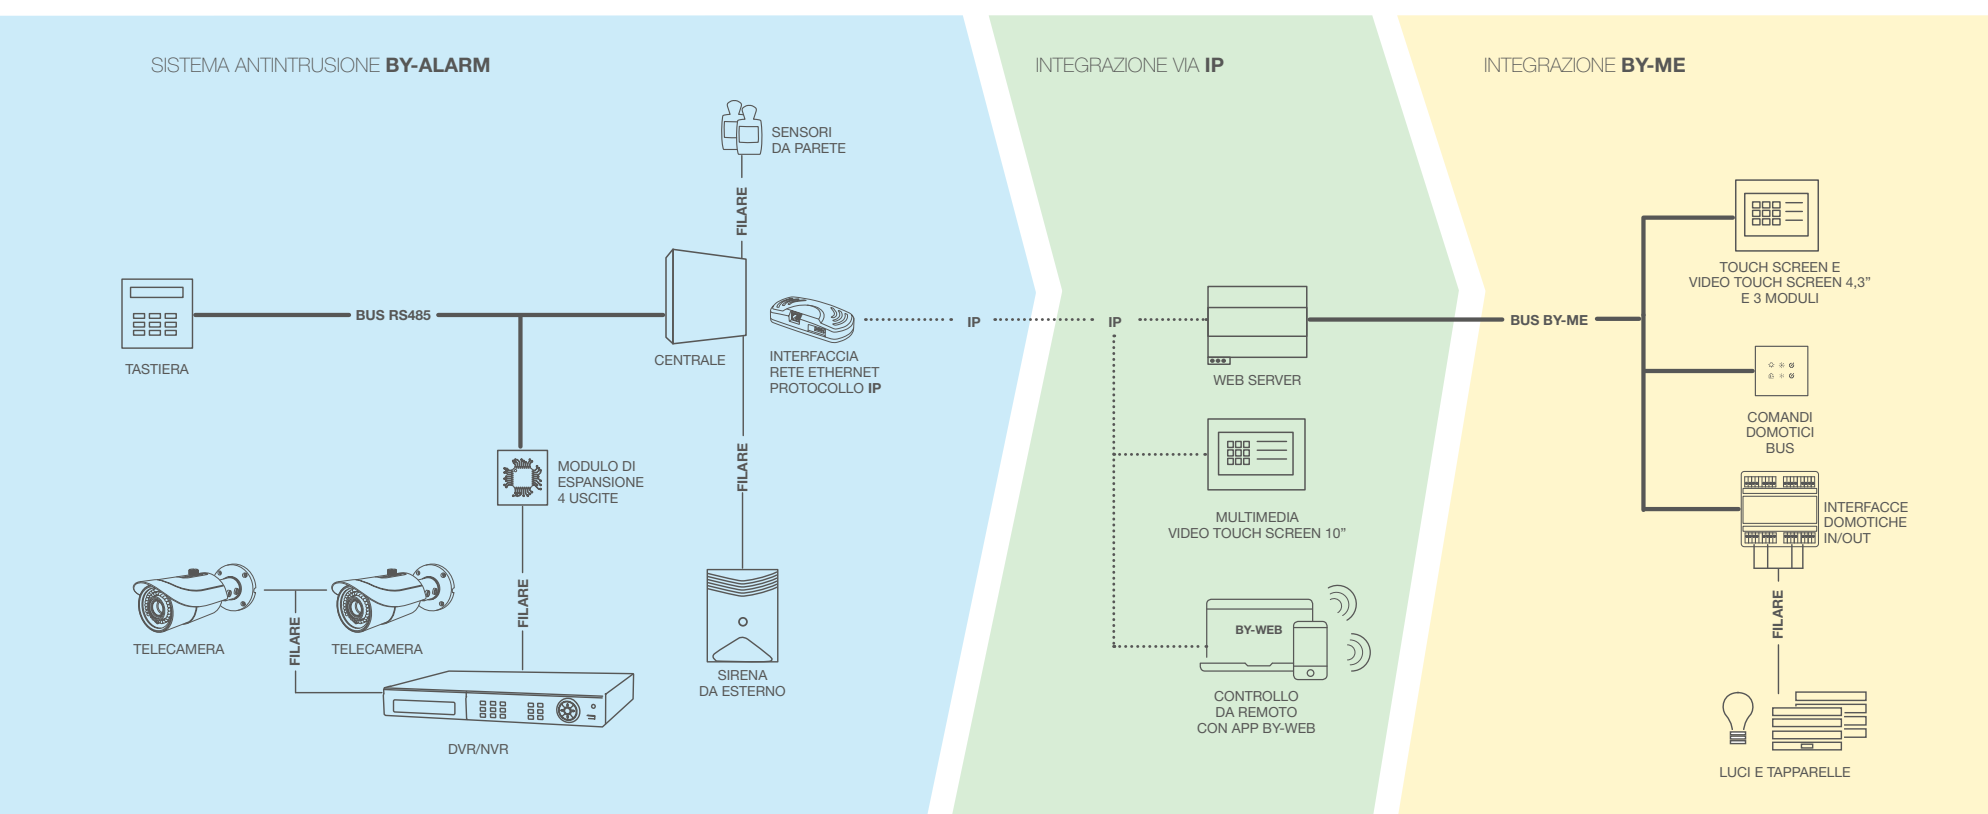 SISTEMA ANTINTRUSIONE BY-ALARM
SENSORI
DA PARETE
FILARE
BUS RS485
TASTIERA
CENTRALE
INTERFACCIA
RETE ETHERNET
PROTOCOLLO IP
IP
MODULO DI
ESPANSIONE
4 USCITE
FILARE
FILARE
TELECAMERA
FILARE
TELECAMERA
SIRENA
DA ESTERNO
DVR/NVR
INTEGRAZIONE VIA IP
IP
WEB SERVER
MULTIMEDIA
VIDEO TOUCH SCREEN 10”
BY-WEB
CONTROLLO
DA REMOTO
CON APP BY-WEB
INTEGRAZIONE BY-ME
BUS BY-ME
TOUCH SCREEN E
VIDEO TOUCH SCREEN 4,3”
E 3 MODULI
COMANDI
DOMOTICI
BUS
INTERFACCE
DOMOTICHE
IN/OUT
FILARE
LUCI E TAPPARELLE